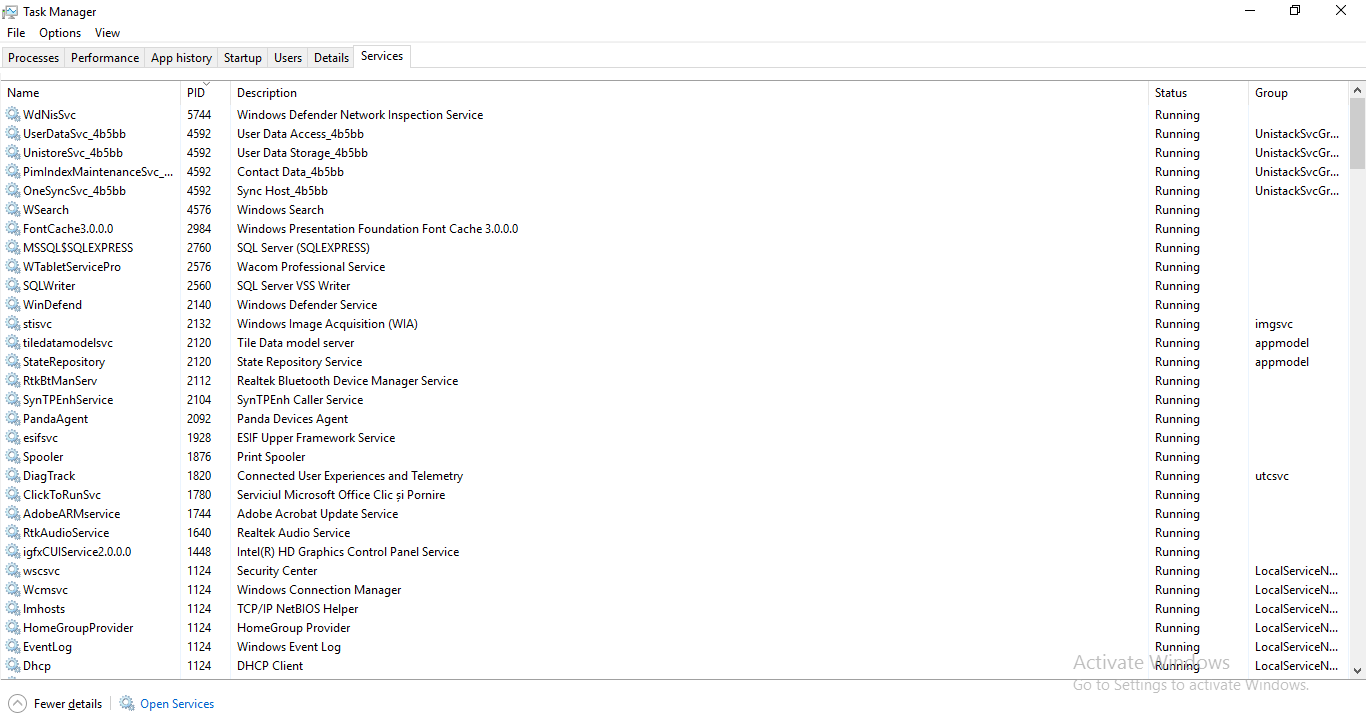 Task Manager
File Options View
Processes Performance App history Startup Users Details Services
Name PID Description Status Group
WdNisSvc 5744 Windows Defender Network Inspection Service Running
UserDataSvc_4b5bb 4592 User Data Access_4b5bb Running UnistackSvcGr...
UnistoreSvc_4b5bb 4592 User Data Storage_4b5bb Running UnistackSvcGr...
PimIndexMaintenanceSvc_... 4592 Contact Data_4b5bb Running UnistackSvcGr...
OneSyncSvc_4b5bb 4592 Sync Host_4b5bb Running UnistackSvcGr...
WSearch 4576 Windows Search Running
FontCache3.0.0.0 2984 Windows Presentation Foundation Font Cache 3.0.0.0 Running
MSSQL$SQLEXPRESS 2760 SQL Server (SQLEXPRESS) Running
WTabletServicePro 2576 Wacom Professional Service Running
SQLWriter 2560 SQL Server VSS Writer Running
WinDefend 2140 Windows Defender Service Running
stisvc 2132 Windows Image Acquisition (WIA) Running imgsvc
tiledatamodelsvc 2120 Tile Data model server Running appmodel
StateRepository 2120 State Repository Service Running appmodel
RtkBtManServ 2112 Realtek Bluetooth Device Manager Service Running
SynTPEnhService 2104 SynTPEnh Caller Service Running
PandaAgent 2092 Panda Devices Agent Running
esifsvc 1928 ESIF Upper Framework Service Running
Spooler 1876 Print Spooler Running
DiagTrack 1820 Connected User Experiences and Telemetry Running utcsvc
ClickToRunSvc 1780 Serviciul Microsoft Office Clic și Pornire Running
AdobeARMservice 1744 Adobe Acrobat Update Service Running
RtkAudioService 1640 Realtek Audio Service Running
igfxCUIService2.0.0.0 1448 Intel(R) HD Graphics Control Panel Service Running
wscsvc 1124 Security Center Running LocalServiceN...
Wcmsvc 1124 Windows Connection Manager Running LocalServiceN...
lmhosts 1124 TCP/IP NetBIOS Helper Running LocalServiceN...
HomeGroupProvider 1124 HomeGroup Provider Running LocalServiceN...
EventLog 1124 Windows Event Log Running LocalServiceN...
Dhcp 1124 DHCP Client Running LocalServiceN...
Activate Windows
Go to Settings to activate Windows.
Fewer details Open Services